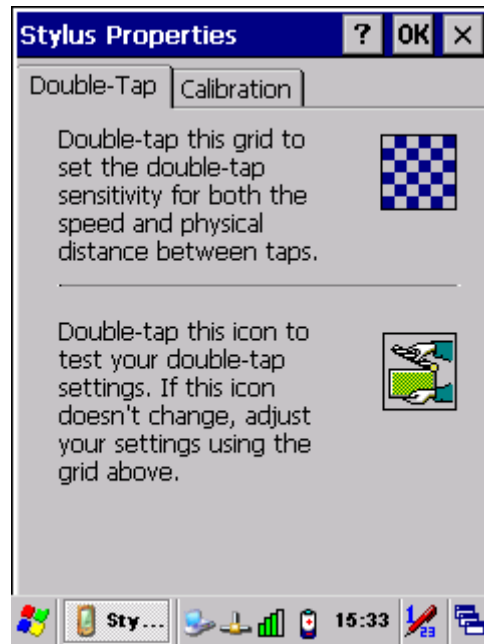 Stylus Properties ? OK ×
Double-Tap Calibration
Double-tap this grid to
set the double-tap
sensitivity for both the
speed and physical
distance between taps.
Double-tap this icon to
test your double-tap
settings. If this icon
doesn't change, adjust
your settings using the
grid above.
Sty... 15:33 1 23